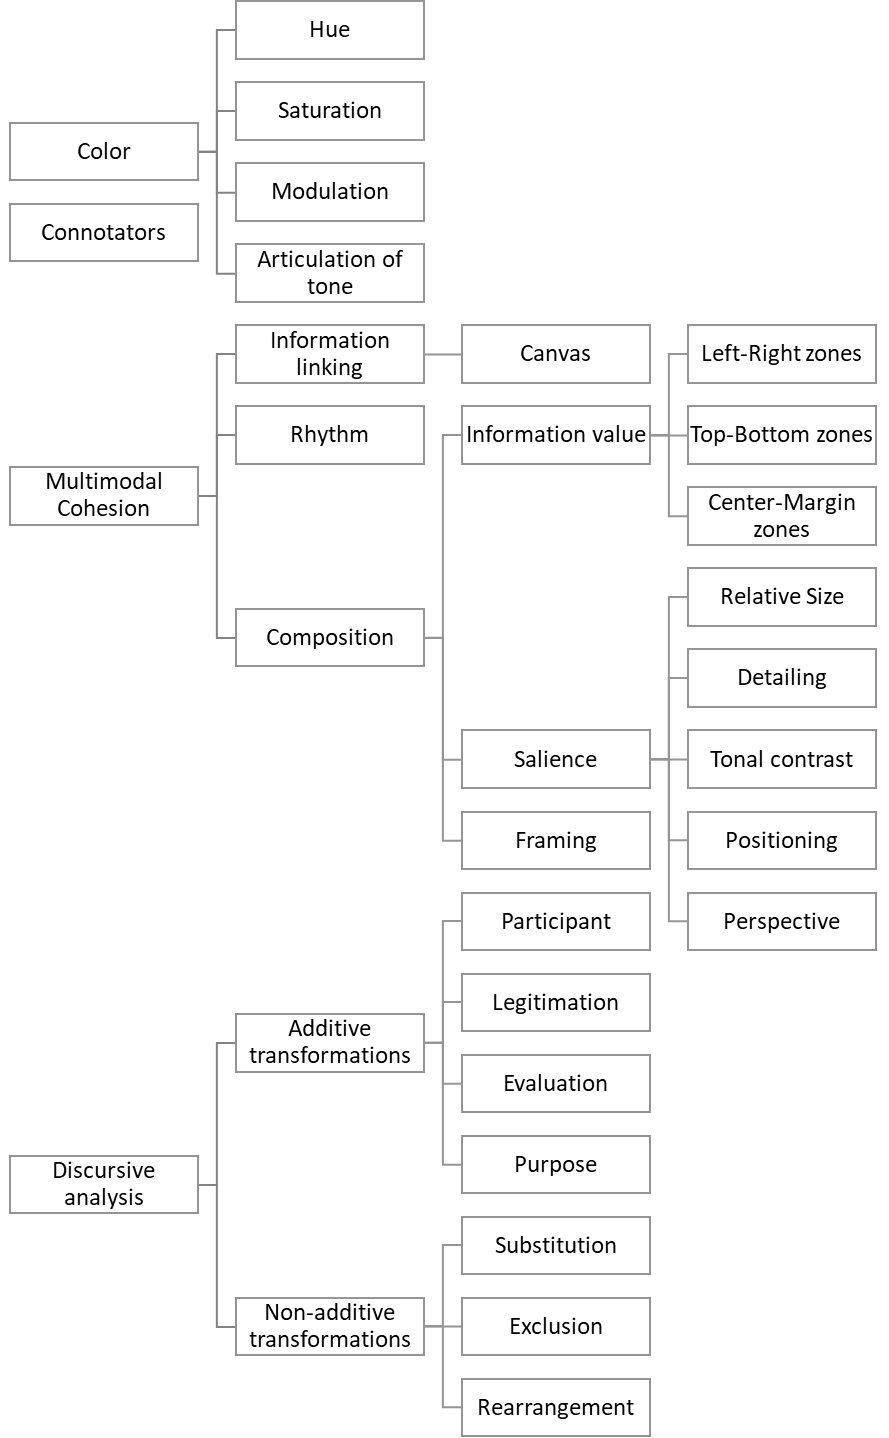 Hue
Saturation
Color
Modulation
Connotators
Articulation of
tone
Information
linking
Canvas
Left-Right zones
Rhythm
Information value
Top-Bottom zones
Multimodal
Cohesion
Center-Margin
zones
Relative Size
Composition
Detailing
Salience
Tonal contrast
Framing
Positioning
Participant
Perspective
Legitimation
Additive
transformations
Evaluation
Purpose
Discursive
analysis
Substitution
Non-additive
transformations
Exclusion
Rearrangement